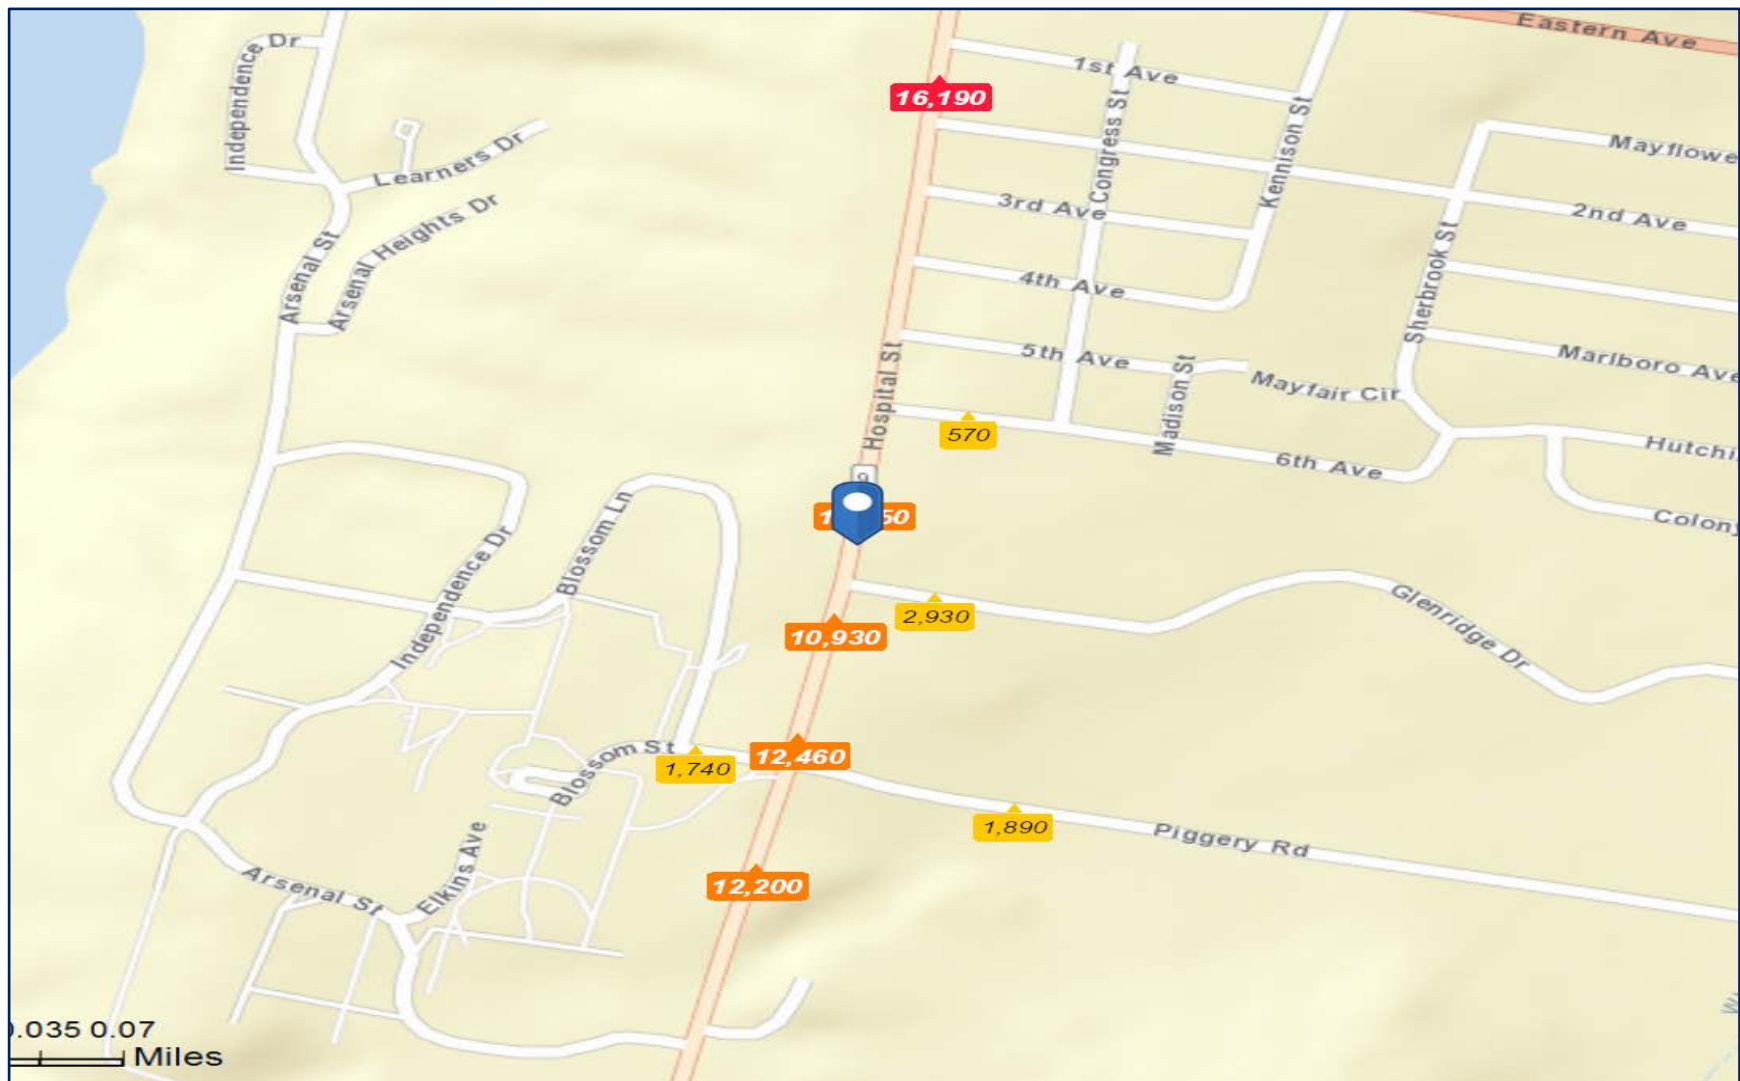 Eastern Ave
Independence Dr
1st Ave
16,190
Congress St
Kennison St
Learners Dr
Mayflowe
Arsenal Heights Dr
3rd Ave
2nd Ave
Arsenal St
4th Ave
Sherbrook St
5th Ave
Madison St
Mayfair Cir
Marlboro Ave
Hospital St
570
6th Ave
Hutchi
9
Colony
Blossom Ln
Independence Dr
2,930
Glenridge Dr
10,930
Blossom St
1,740
12,460
1,890
Piggery Rd
Elkins Ave
Arsenal St
12,200
0.07
Miles